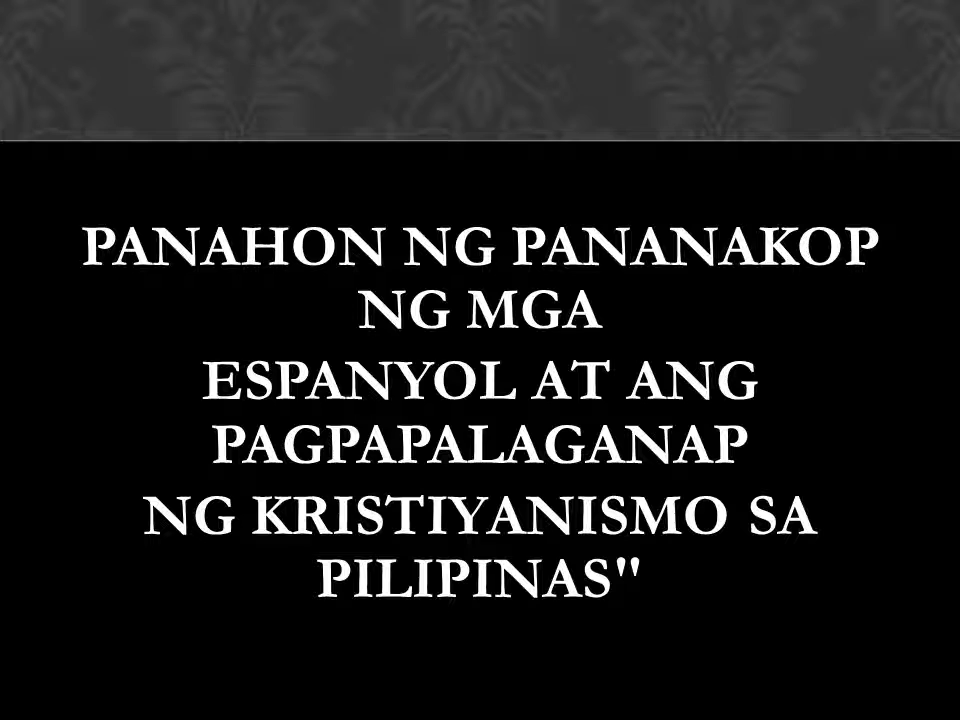 PANAHON NG PANANAKOP
NG MGA
ESPANYOL AT ANG
PAGPAPALAGANAP
NG KRISTIYANISMO SA
PILIPINAS"